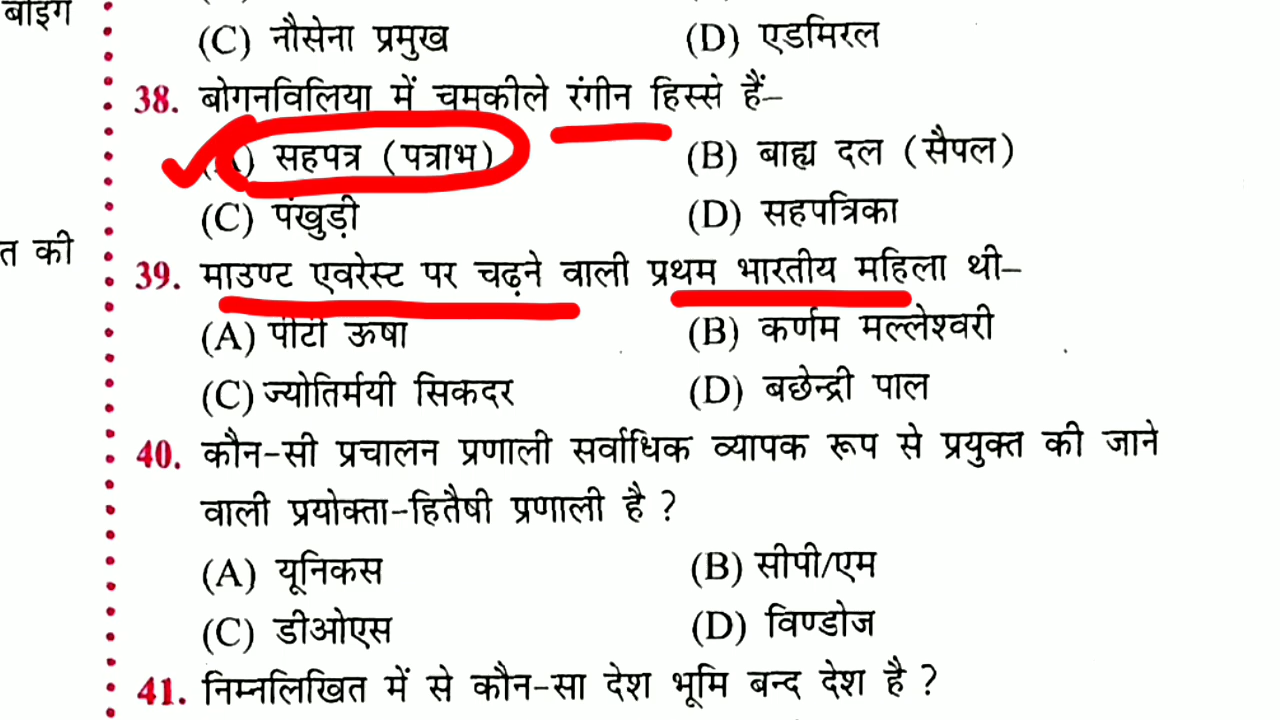 बोइंग
(C) नौसेना प्रमुख (D) एडमिरल
38. बोगनविलिया में चमकीले रंगीन हिस्से हैं–
(A) सहपत्र (पत्राभ) (B) बाह्य दल (सैपल)
(C) पंखुड़ी (D) सहपत्रिका
त की
39. माउण्ट एवरेस्ट पर चढ़ने वाली प्रथम भारतीय महिला थी–
(A) पीटी ऊषा (B) कर्णम मल्लेश्वरी
(C) ज्योतिर्मयी सिकदर (D) बछेन्द्री पाल
40. कौन-सी प्रचालन प्रणाली सर्वाधिक व्यापक रूप से प्रयुक्त की जाने
वाली प्रयोक्ता-हितैषी प्रणाली है ?
(A) यूनिकस (B) सीपी/एम
(C) डीओएस (D) विण्डोज
41. निम्नलिखित में से कौन-सा देश भूमि बन्द देश है ?